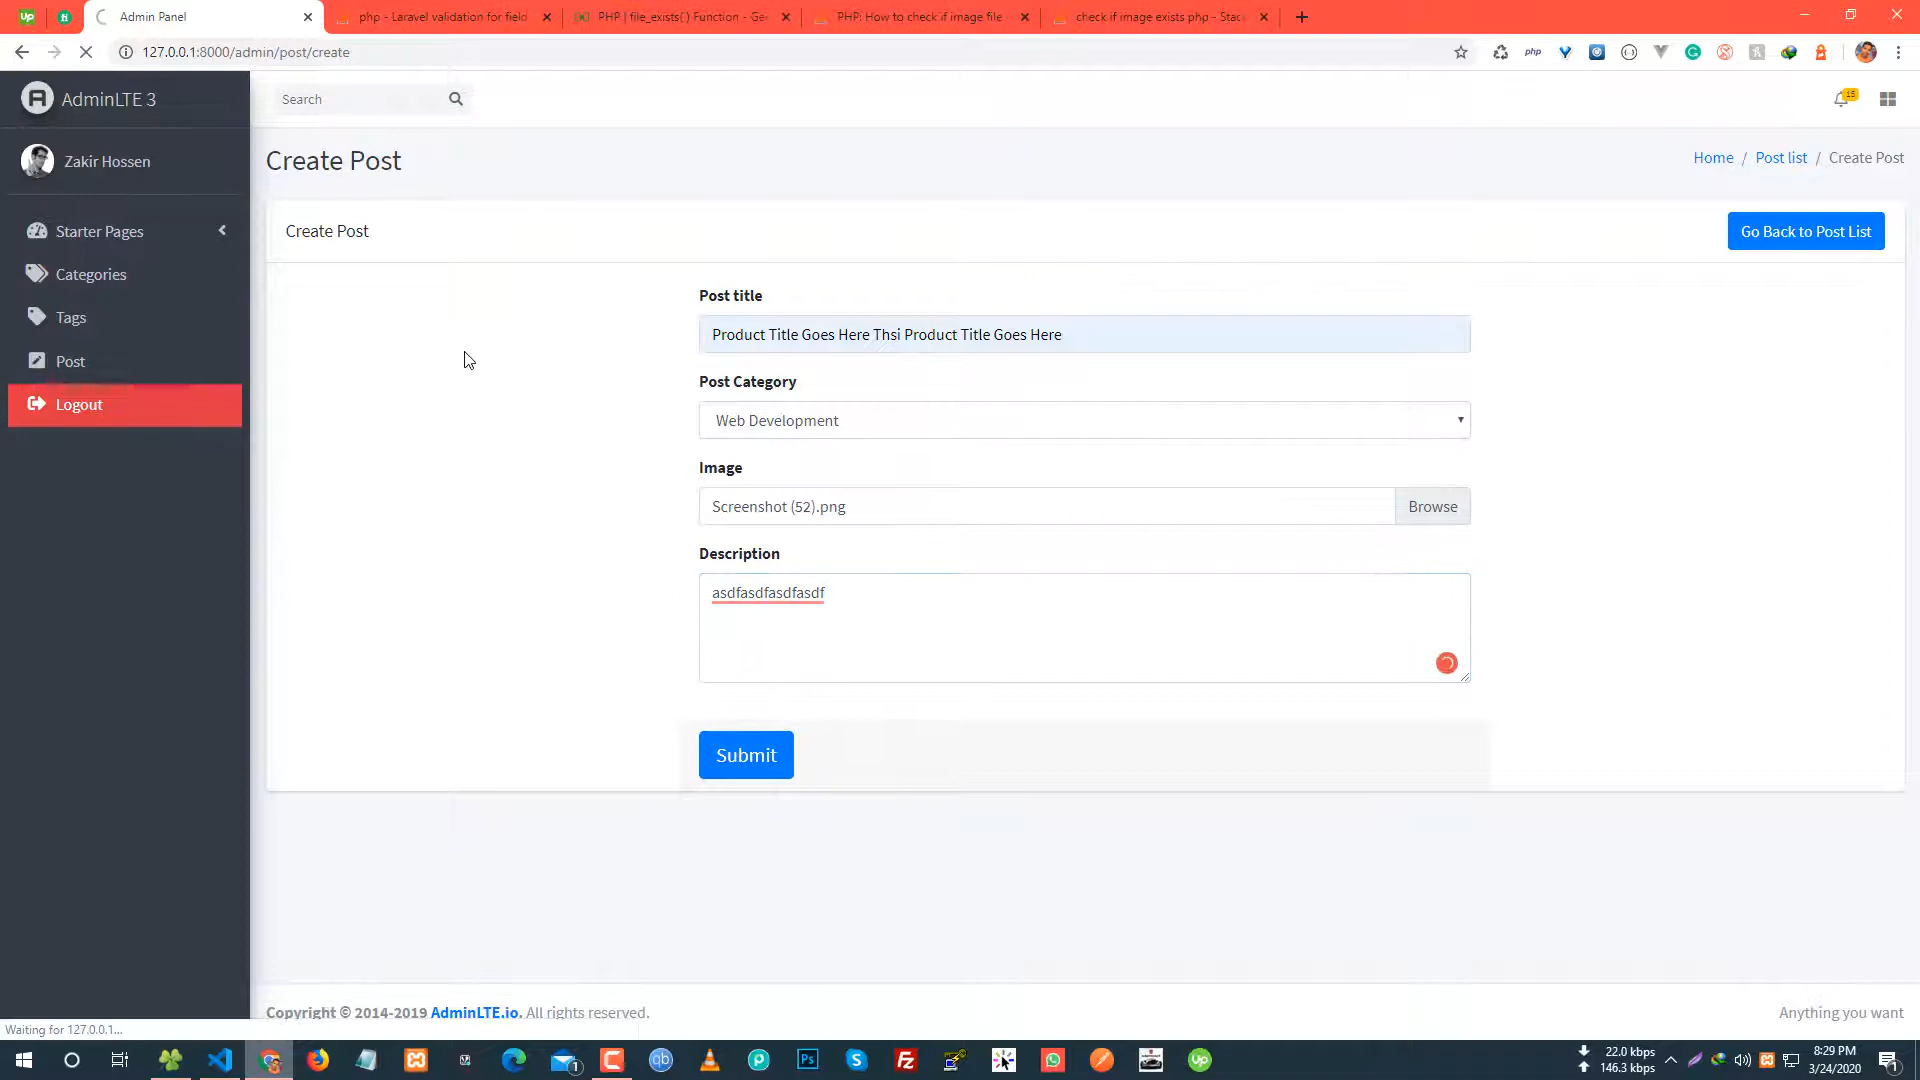 Admin Panel
php - Laravel validation for field
PHP | file_exists( ) Function - Ge
PHP: How to check if image file
check if image exists php - Stac
127.0.0.1:8000/admin/post/create
php
AdminLTE 3
Search
15
Zakir Hossen
Create Post
Home / Post list / Create Post
Starter Pages
Categories
Tags
Post
Logout
Create Post
Go Back to Post List
Post title
Product Title Goes Here Thsi Product Title Goes Here
Post Category
Web Development
Image
Screenshot (52).png
Browse
Description
asdfasdfasdfasdf
Submit
Copyright © 2014-2019 AdminLTE.io. All rights reserved.
Anything you want
Waiting for 127.0.0.1...
22.0 kbps
146.3 kbps
8:29 PM
3/24/2020